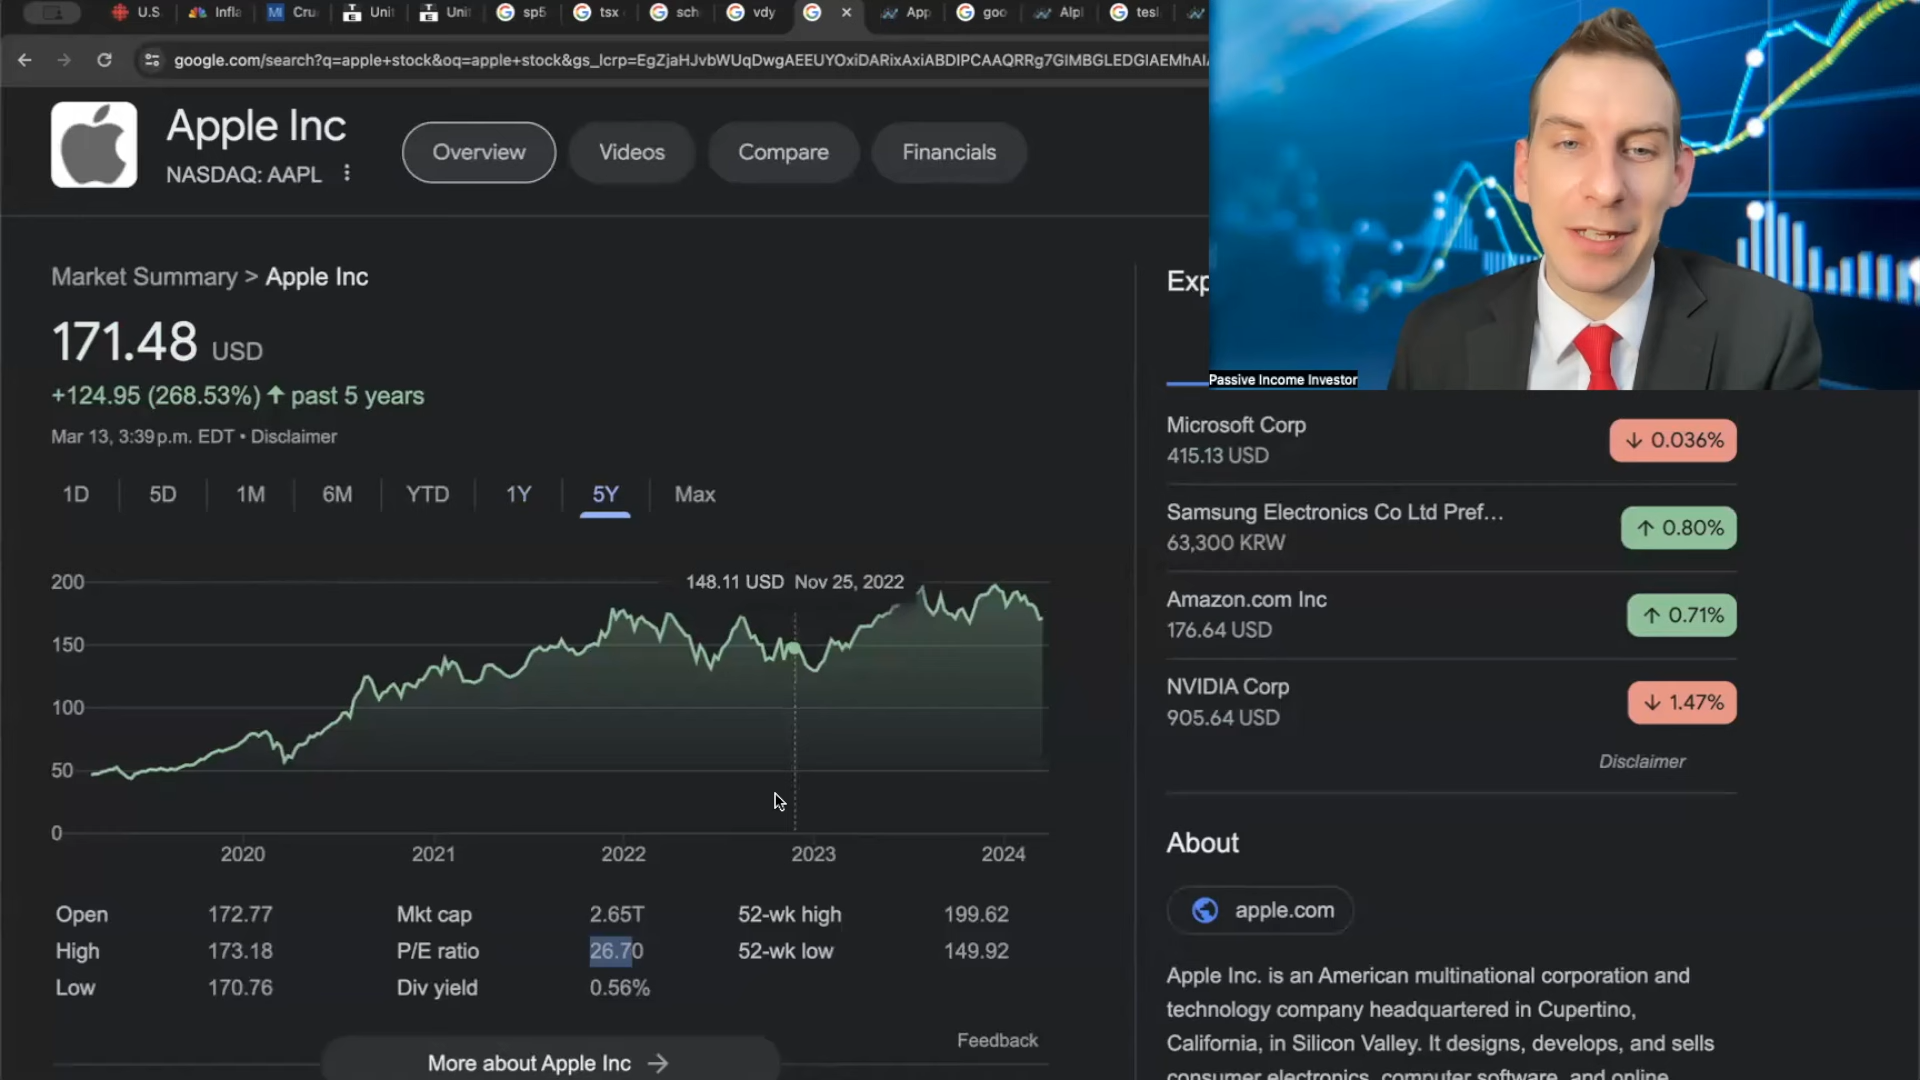 U.S.
Infla
Cru
Unit
Unit
sp5
tsx
sch
vdy
App
goo
Alpl
tesl
google.com/search?q=apple+stock&oq=apple+stock&gs_lcrp=
Apple Inc
NASDAQ: AAPL
Overview
Videos
Compare
Financials
Market Summary > Apple Inc
171.48 USD
+124.95 (268.53%) ↑ past 5 years
Mar 13, 3:39 p.m. EDT • Disclaimer
1D 5D 1M 6M YTD 1Y 5Y Max
148.11 USD Nov 25, 2022
200
150
100
50
0
2020 2021 2022 2023 2024
Open 172.77 Mkt cap 2.65T 52-wk high 199.62
High 173.18 P/E ratio 26.70 52-wk low 149.92
Low 170.76 Div yield 0.56%
Feedback
More about Apple Inc →
Exp
Passive Income Investor
Microsoft Corp
415.13 USD
↓ 0.036%
Samsung Electronics Co Ltd Pref...
63,300 KRW
↑ 0.80%
Amazon.com Inc
176.64 USD
↑ 0.71%
NVIDIA Corp
905.64 USD
↓ 1.47%
Disclaimer
About
apple.com
Apple Inc. is an American multinational corporation and
technology company headquartered in Cupertino,
California, in Silicon Valley. It designs, develops, and sells
consumer electronics, computer software, and online